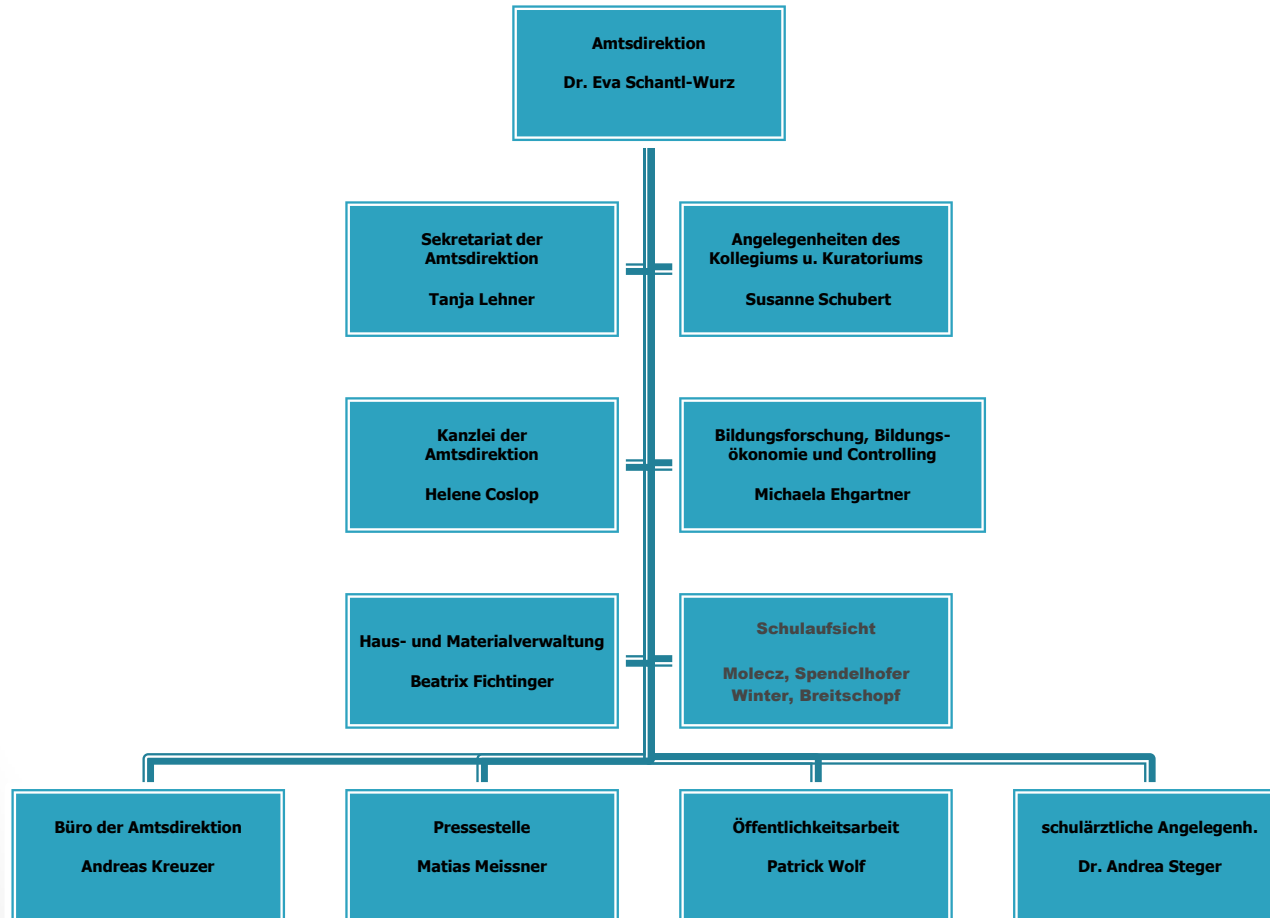 Amtsdirektion
Dr. Eva Schantl-Wurz
Sekretariat der
Amtsdirektion
Tanja Lehner
Angelegenheiten des
Kollegiums u. Kuratoriums
Susanne Schubert
Kanzlei der
Amtsdirektion
Helene Coslop
Bildungsforschung, Bildungs-
ökonomie und Controlling
Michaela Ehgartner
Haus- und Materialverwaltung
Beatrix Fichtinger
Schulaufsicht
Molecz, Spendelhofer
Winter, Breitschopf
Büro der Amtsdirektion
Andreas Kreuzer
Pressestelle
Matias Meissner
Öffentlichkeitsarbeit
Patrick Wolf
schulärztliche Angelegenh.
Dr. Andrea Steger